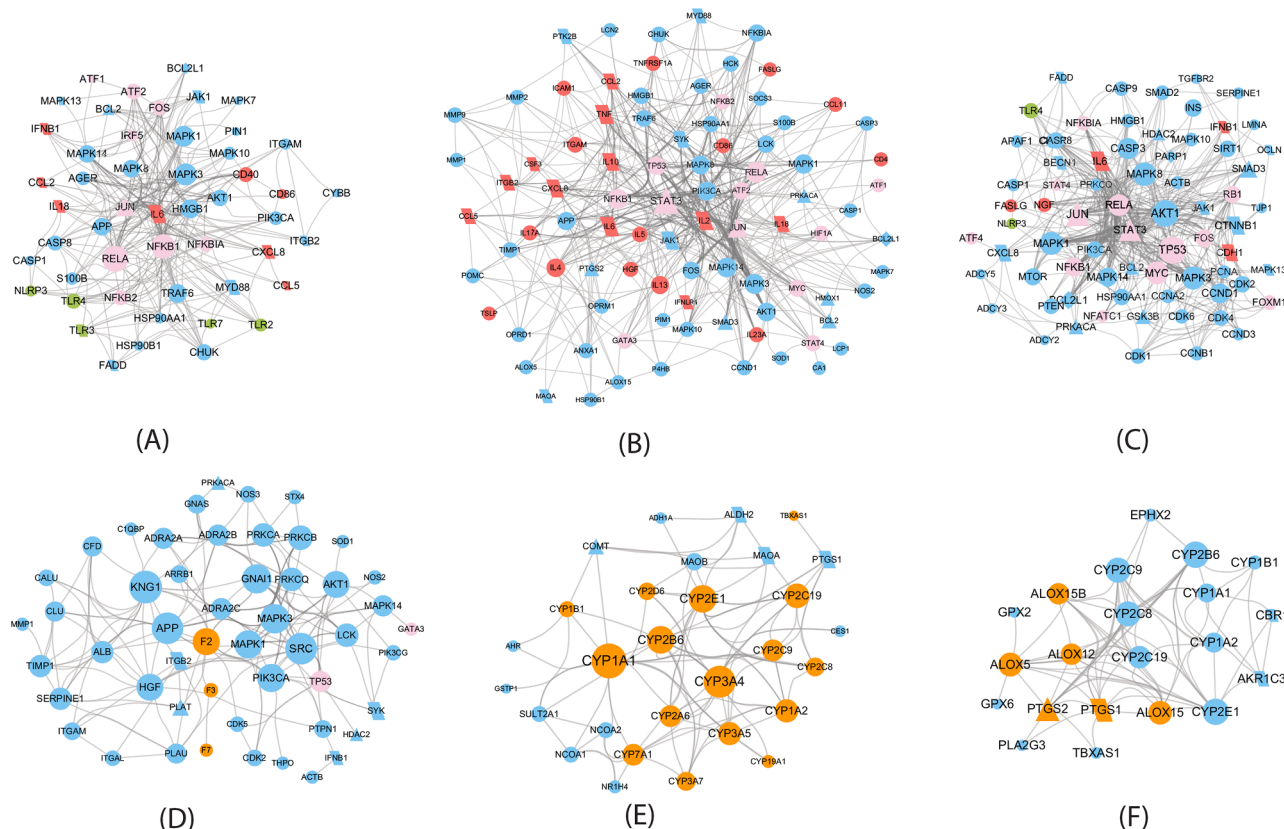 ATF1
ATF2
BCL2L1
MAPK13
BCL2
FOS
JAK1
MAPK7
IFNB1
IRF5
MAPK1
PIN1
MAPK14
MAPK8
MAPK10
ITGAM
CCL2
AGER
MAPK3
CD40
CD86
CYBB
IL18
JUN
IL6
HMGB1
AKT1
PIK3CA
APP
NFKB1
NFKBIA
ITGB2
CASP8
RELA
CXCL8
CASP1
S100B
NFKB2
TRAF6
MYD88
CCL5
NLRP3
TLR4
HSP90AA1
TLR7
TLR2
TLR3
HSP90B1
CHUK
FADD
(A)
MYD88
PTK2B
LCN2
CHUK
NFKBIA
TNFRSF1A
CCL2
HCK
FASLG
ICAM1
AGER
MMP2
HMGB1
NFKB2
SOCS3
CCL11
MMP9
TNF
TRAF6
HSP90AA1
S100B
CASP3
SYK
LCK
MMP1
ITGAM
CD86
IL10
TP53
MAPK8
RELA
MAPK1
CD4
CSF3
ITGB2
CXCL8
PIK3CA
ATF2
PRKACA
ATF1
NFKB1
STAT3
CCL5
APP
IL6
IL2
JUN
IL18
CASP1
IL17A
IL5
JAK1
HIF1A
BCL2L1
TIMP1
POMC
IL4
PTGS2
HGF
FOS
MAPK14
MAPK7
IL13
MAPK3
NOS2
OPRM1
IFNLR1
MYC
HMOX1
TSLP
PIM1
AKT1
BCL2
OPRD1
MAPK10
SMAD3
GATA3
IL23A
STAT4
LCP1
ANXA1
SOD1
ALOX5
P4HB
CCND1
CA1
ALOX15
MAOA
HSP90B1
(B)
FADD
TGFBR2
CASP9
SMAD2
SERPINE1
TLR4
INS
NFKBIA
HMGB1
IFNB1
LMNA
APAF1
CASR8
HDAC2
MAPK10
CASP3
OCLN
IL6
SIRT1
BECN1
PARP1
MAPK8
SMAD3
CASP1
STAT4
PRKCQ
ACTB
RB1
FASLG
NGF
RELA
JAK1
TJP1
JUN
AKT1
NLRP3
CTNNB1
STAT3
ATF4
FOS
MAPK1
PIK3CA
TP53
CXCL8
CDH1
NFKB1
BCL2
MYC
MAPK3
PCNA
MAPK13
ADCY5
MTOR
MAPK14
CDK2
PTEN
BCL2L1
HSP90AA1
CCNA2
CCND1
FOXM1
ADCY3
PRKACA
NFATC1
GSK3B
CDK6
CDK4
ADCY2
CCND3
CDK1
CCNB1
(C)
PRKACA
GNAS
NOS3
STX4
C1QBP
ADRA2A
ADRA2B
PRKCA
PRKCB
SOD1
CFD
CALU
KNG1
ARRB1
GNAI1
PRKCQ
AKT1
NOS2
CLU
ADRA2C
MAPK14
MMP1
APP
F2
MAPK3
LCK
GATA3
ALB
MAPK1
SRC
TIMP1
ITGB2
PIK3CG
HGF
F3
PIK3CA
TP53
SERPINE1
PLAT
SYK
ITGAM
CDK5
PTPN1
HDAC2
ITGAL
PLAU
F7
CDK2
THPO
IFNB1
ACTB
(D)
TBXAS1
ADH1A
ALDH2
COMT
MAOB
MAOA
PTGS1
CYP2D6
CYP2E1
CYP2C19
CYP1B1
CES1
AHR
CYP2B6
CYP2C9
CYP1A1
CYP2C8
GSTP1
CYP3A4
SULT2A1
CYP2A6
CYP1A2
NCOA2
CYP3A5
NCOA1
CYP7A1
CYP19A1
CYP3A7
NR1H4
(E)
EPHX2
CYP2B6
CYP2C9
CYP1B1
ALOX15B
CYP1A1
GPX2
CYP2C8
CBR1
ALOX12
CYP1A2
ALOX5
CYP2C19
AKR1C3
GPX6
PTGS2
PTGS1
ALOX15
CYP2E1
PLA2G3
TBXAS1
(F)